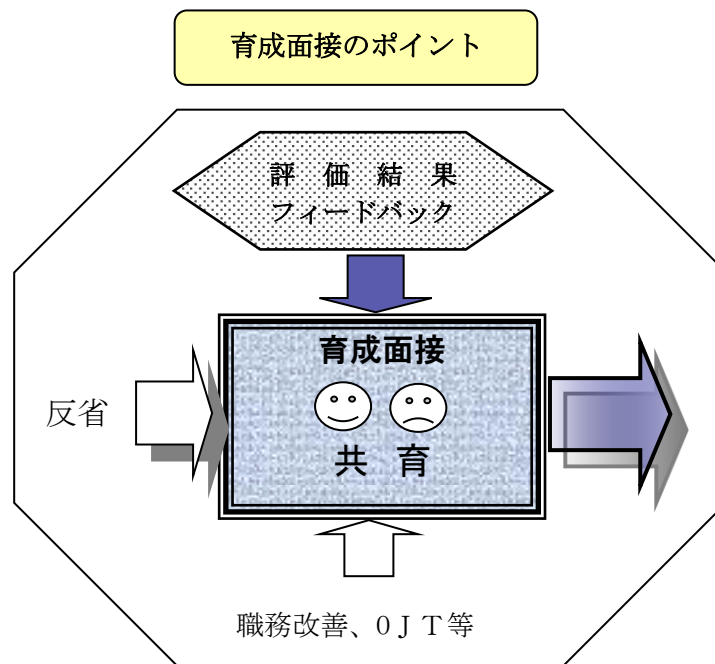 育成面接のポイント
評 価 結 果
フィードバック
育成面接
反省
共 育
職務改善、0ＪＴ等